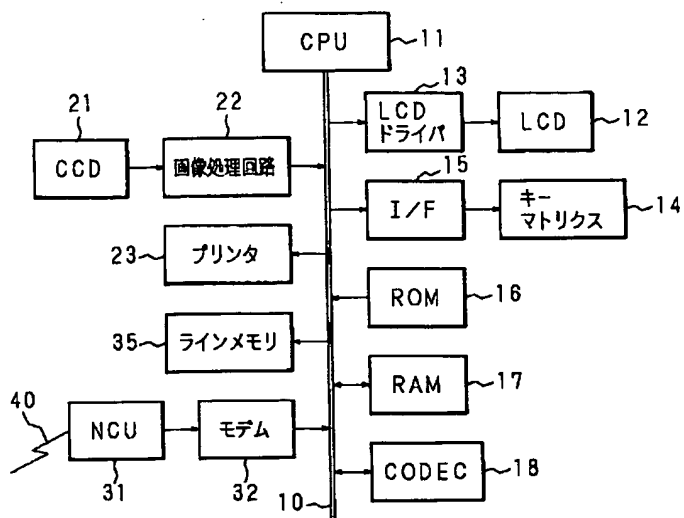 CPU
11
13
21
22
LCD
ドライバ
LCD
12
CCD
画像処理回路
15
I/F
キー
マトリクス
14
23
プリンタ
ROM
16
35
ラインメモリ
RAM
17
40
NCU
モデム
CODEC
18
31
32
10